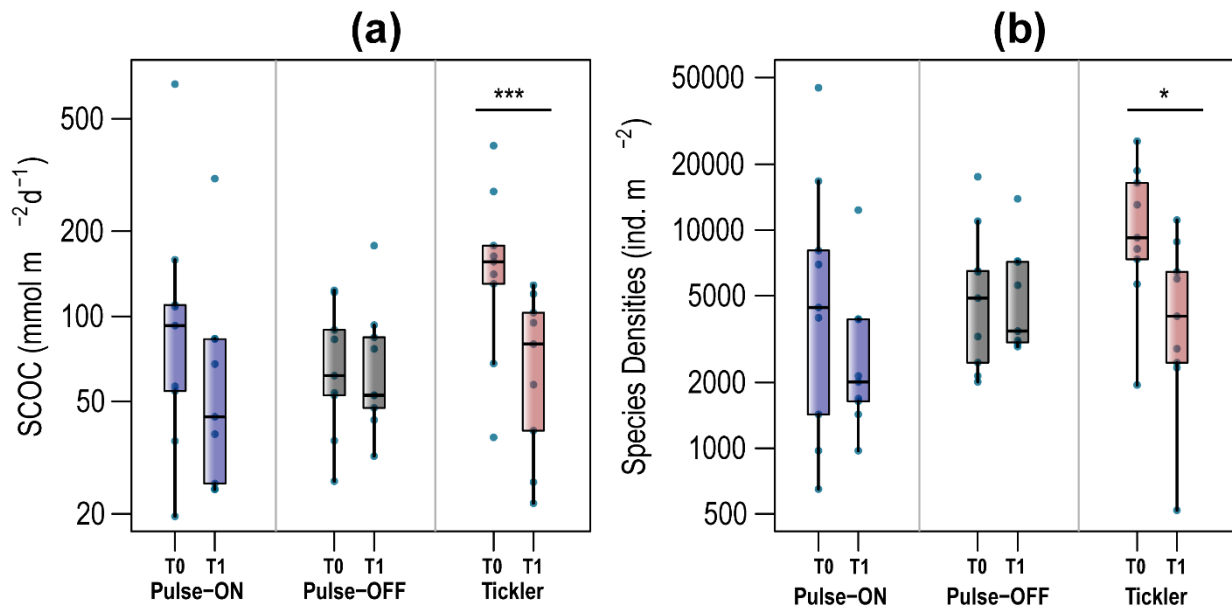 (a)
SCOC (mmol m⁻²d⁻¹)
500
200
100
50
20
***
T0 T1 T0 T1 T0 T1
Pulse−ON Pulse−OFF Tickler
(b)
Species Densities (ind. m⁻²)
50000
20000
10000
5000
2000
1000
500
*
T0 T1 T0 T1 T0 T1
Pulse−ON Pulse−OFF Tickler